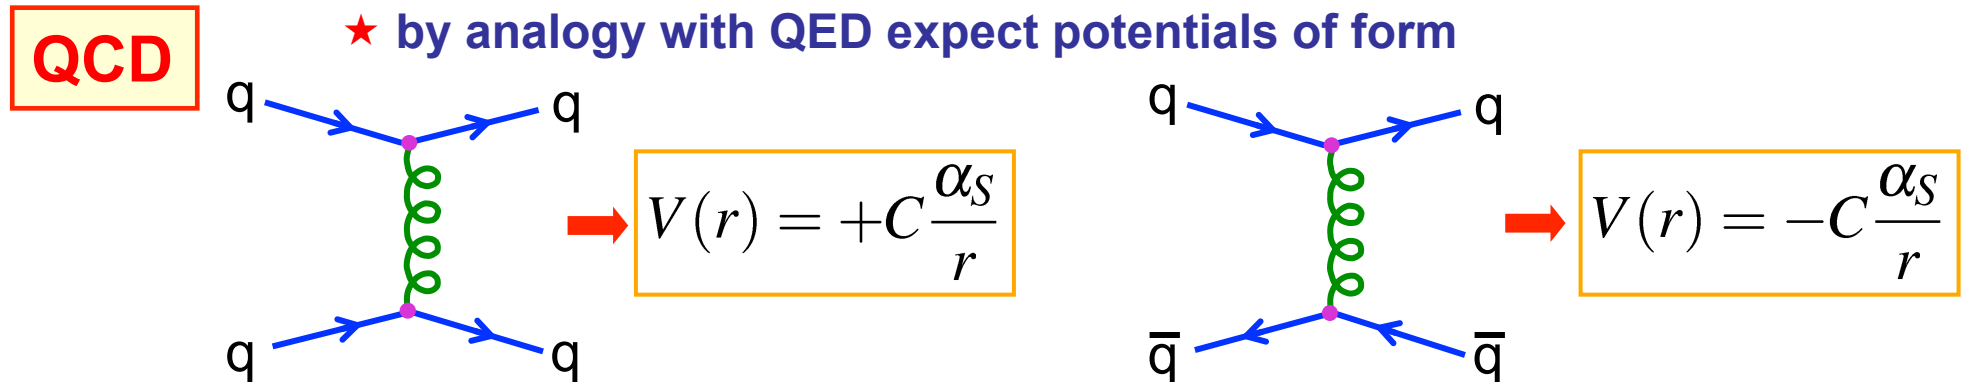 QCD
★ by analogy with QED expect potentials of form
q q
q q
V(r) = +C α_S/r
q q
q̄ q̄
V(r) = −C α_S/r